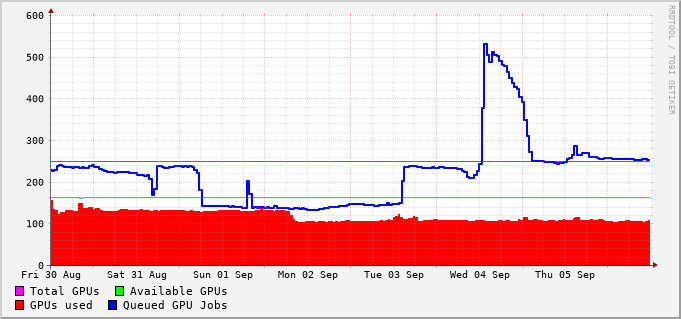 600
500
400
300
200
100
0
Fri 30 Aug Sat 31 Aug Sun 01 Sep Mon 02 Sep Tue 03 Sep Wed 04 Sep Thu 05 Sep
Total GPUs Available GPUs
GPUs used Queued GPU Jobs
RRDTOOL / TOBI OETIKER